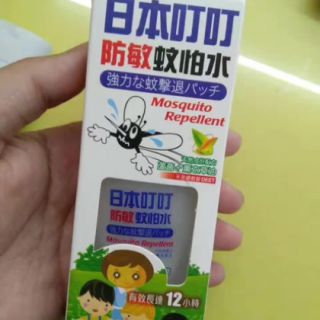 日本叮叮
防敏蚊怕水
強力な蚊撃退パッチ
Mosquito
Repellent
日本叮叮
防敏蚊怕水
強力な蚊撃退パッチ
Mosquito Repellent
有效長達 12小時